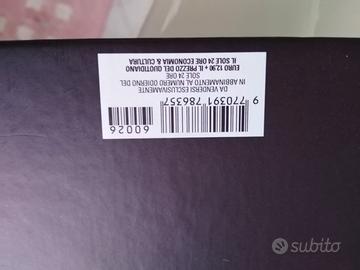 60026
9 770391 786357
DA VENDERSI ESCLUSIVAMENTE
IN ABBINAMENTO AL NUMERO ODIERNO DEL
SOLE 24 ORE
EURO 12,90 + IL PREZZO DEL QUOTIDIANO
IL SOLE 24 ORE ECONOMIA & CULTURA
subito